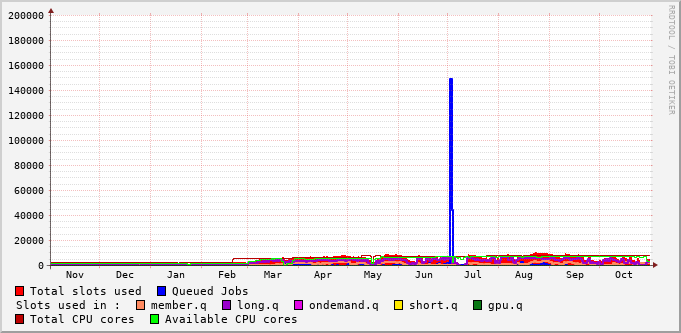 200000
180000
160000
140000
120000
100000
80000
60000
40000
20000
0
Nov Dec Jan Feb Mar Apr May Jun Jul Aug Sep Oct
Total slots used Queued Jobs
Slots used in : member.q long.q ondemand.q short.q gpu.q
Total CPU cores Available CPU cores
RRDTOOL / TOBI OETIKER